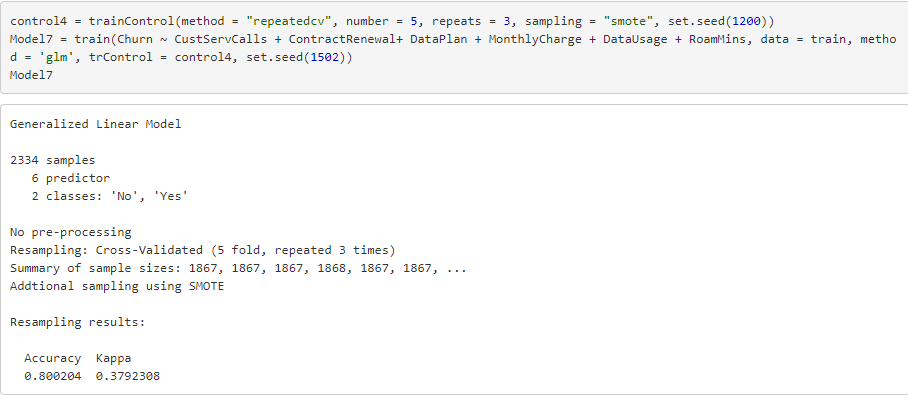 control4 = trainControl(method = "repeatedcv", number = 5, repeats = 3, sampling = "smote", set.seed(1200))
Model7 = train(Churn ~ CustServCalls + ContractRenewal+ DataPlan + MonthlyCharge + DataUsage + RoamMins, data = train, metho
d = 'glm', trControl = control4, set.seed(1502))
Model7
Generalized Linear Model
2334 samples
6 predictor
2 classes: 'No', 'Yes'
No pre-processing
Resampling: Cross-Validated (5 fold, repeated 3 times)
Summary of sample sizes: 1867, 1867, 1867, 1868, 1867, 1867, ...
Addtional sampling using SMOTE
Resampling results:
Accuracy  Kappa
0.800204  0.3792308